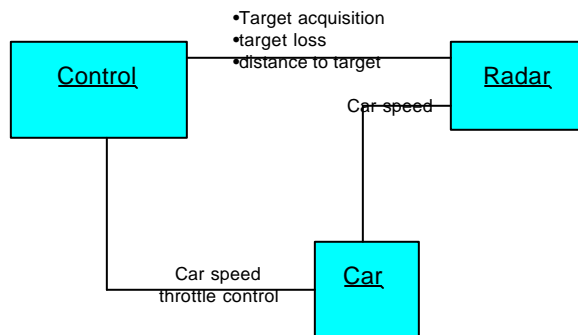 •Target acquisition
•target loss
•distance to target
Control
Radar
Car speed
Car speed
throttle control
Car